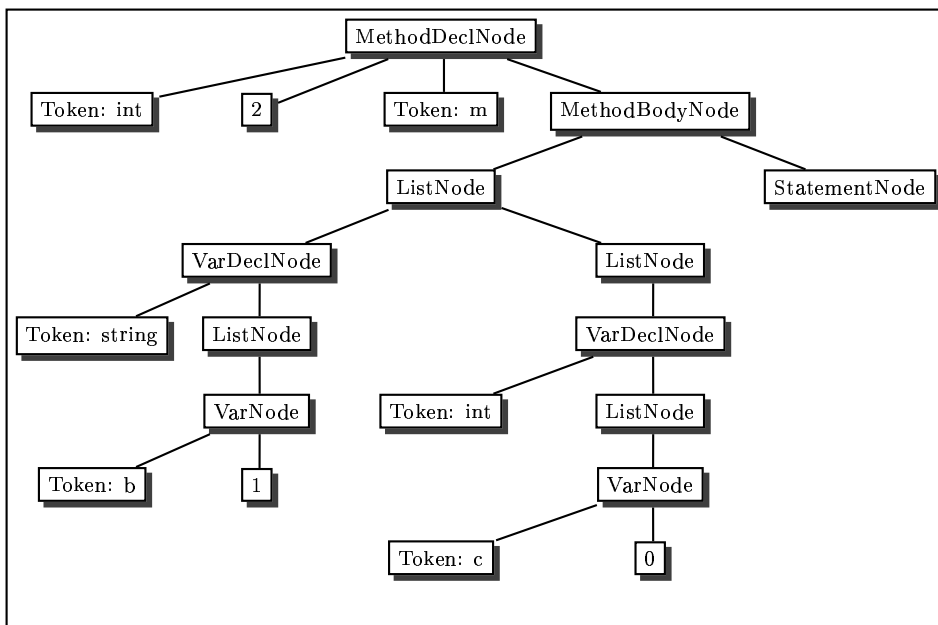 MethodDeclNode
Token: int
2
Token: m
MethodBodyNode
ListNode
StatementNode
VarDeclNode
ListNode
Token: string
ListNode
VarDeclNode
VarNode
Token: int
ListNode
Token: b
1
VarNode
Token: c
0